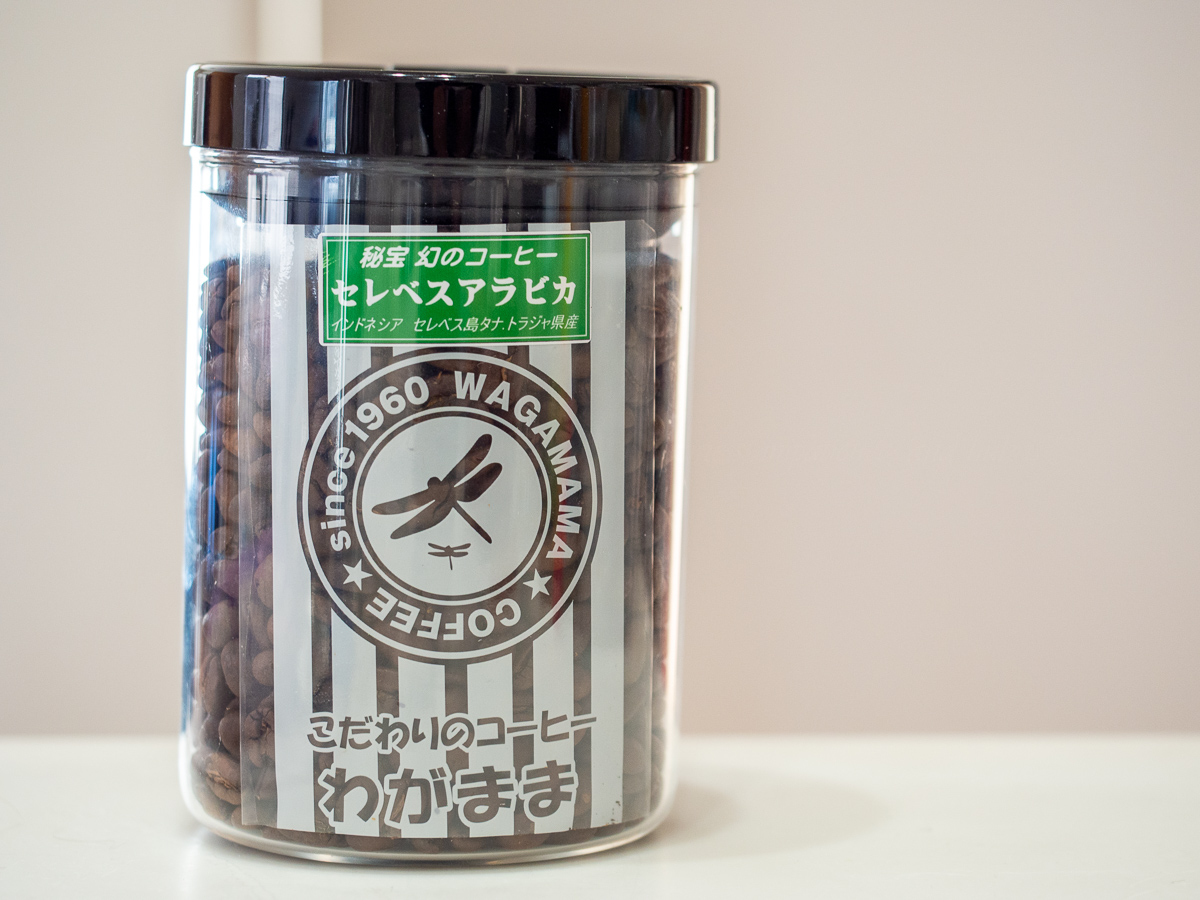 秘宝 幻のコーヒー
セレベスアラビカ
インドネシア セレベス島タナ.トラジャ県産
since 1960 WAGAMAMA
★ COFFEE ★
こだわりのコーヒー
わがまま